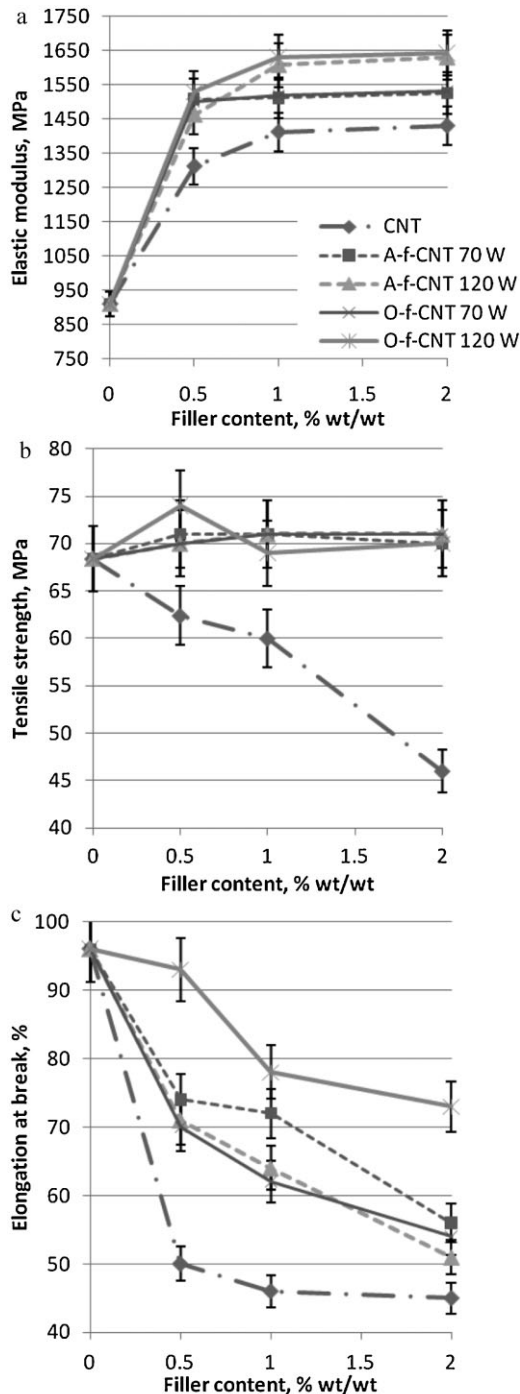 a
Elastic modulus, MPa
1650
1550
1450
1350
1250
1150
1050
950
850
750
CNT
A-f-CNT 70 W
A-f-CNT 120 W
O-f-CNT 70 W
O-f-CNT 120 W
0 0.5 1 1.5 2
Filler content, % wt/wt
b
Tensile strength, MPa
80
75
70
65
60
55
50
45
40
0 0.5 1 1.5 2
Filler content, % wt/wt
c
Elongation at break, %
100
90
80
70
60
50
40
0 0.5 1 1.5 2
Filler content, % wt/wt